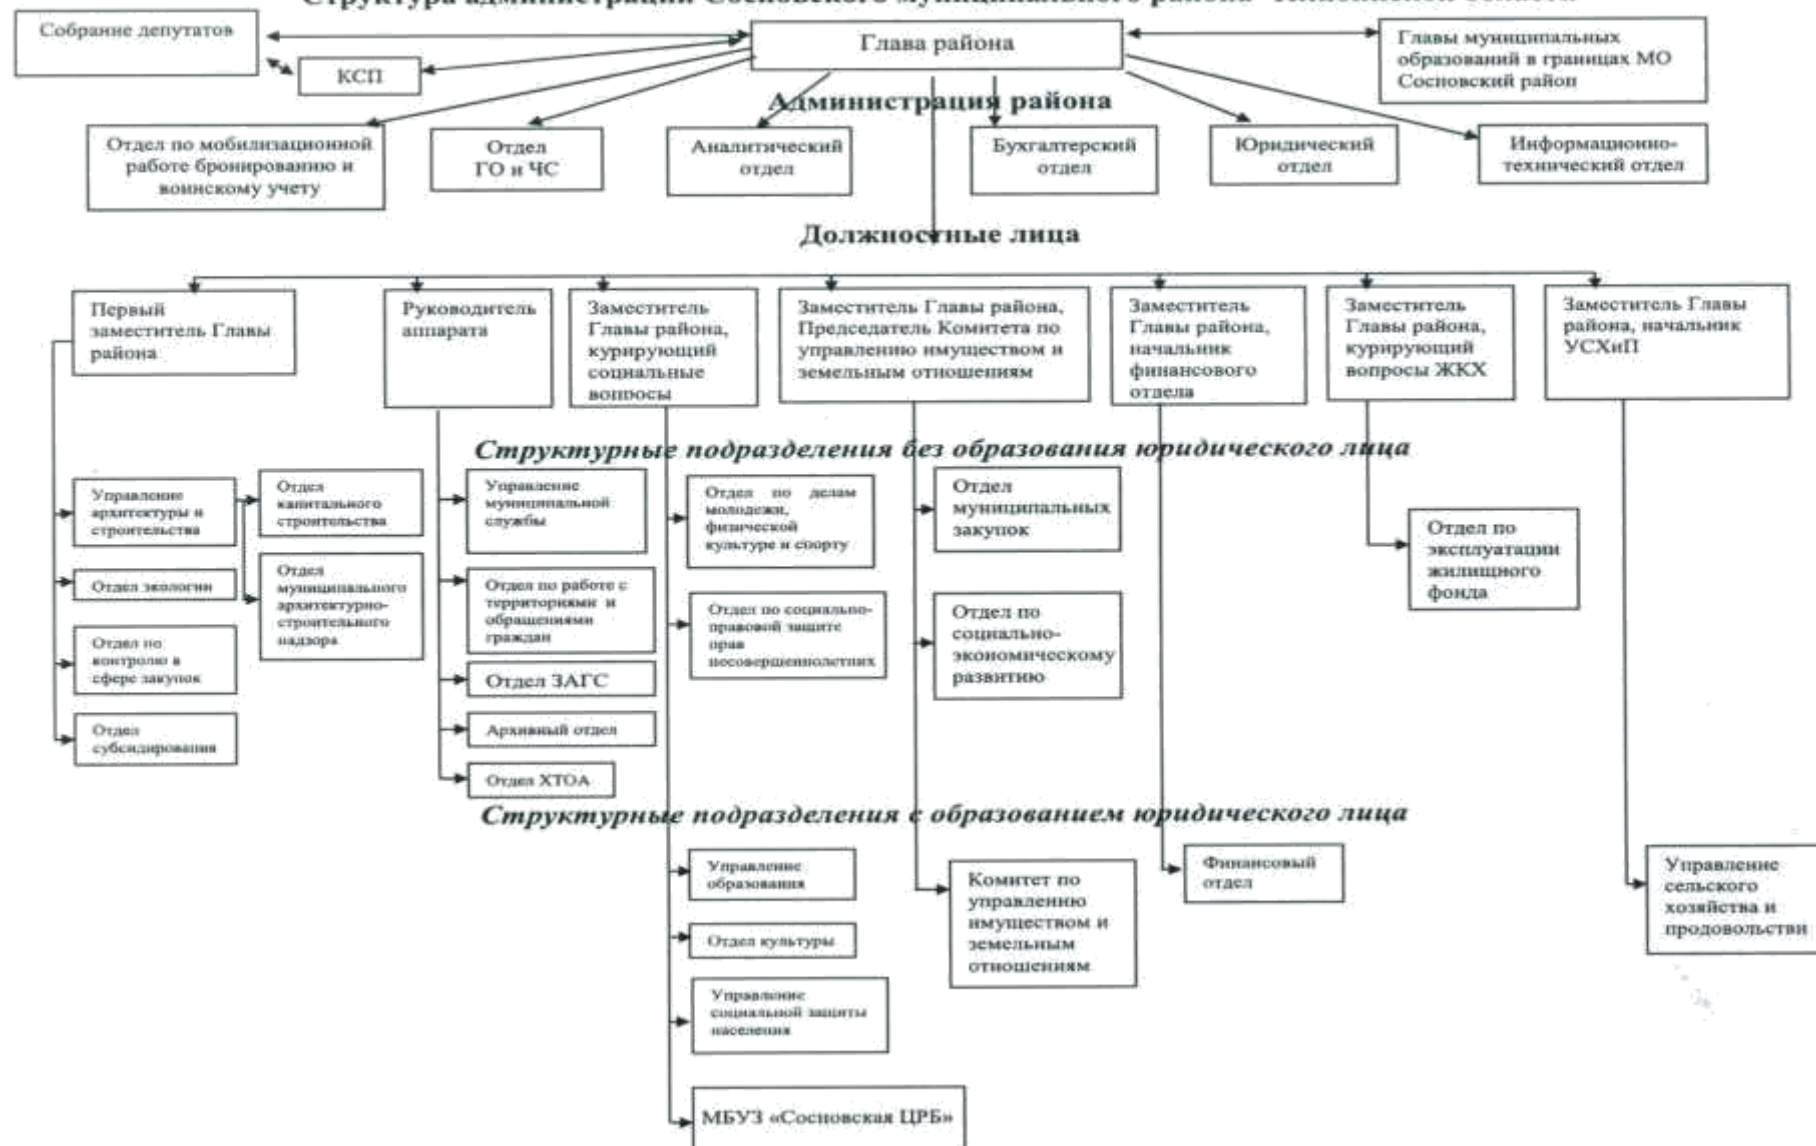 Структура администрации Сосновского муниципального района Челябинской области
Собрание депутатов
КСП
Глава района
Главы муниципальных
образований в границах МО
Сосновский район
Администрация района
Отдел по мобилизационной
работе бронированию и
воинскому учету
Отдел
ГО и ЧС
Аналитический
отдел
Бухгалтерский
отдел
Юридический
отдел
Информационно-
технический отдел
Должностные лица
Первый
заместитель Главы
района
Руководитель
аппарата
Заместитель
Главы района,
курирующий
социальные
вопросы
Заместитель Главы района,
Председатель Комитета по
управлению имуществом и
земельным отношениям
Заместитель
Главы района,
начальник
финансового
отдела
Заместитель
Главы района,
курирующий
вопросы ЖКХ
Заместитель Главы
района, начальник
УСХиП
Структурные подразделения без образования юридического лица
Управление
архитектуры и
строительства
Отдел экологии
Отдел по
контролю в
сфере закупок
Отдел
субсидирования
Отдел
капитального
строительства
Отдел
муниципального
архитектурно-
строительного
надзора
Управление
муниципальной
службы
Отдел по работе с
территориями и
обращениями
граждан
Отдел ЗАГС
Архивный отдел
Отдел ХТОА
Отдел по делам
молодежи,
физической
культуре и спорту
Отдел по социально-
правовой защите
прав
несовершеннолетних
Отдел
муниципальных
закупок
Отдел по
социально-
экономическому
развитию
Отдел по
эксплуатации
жилищного
фонда
Структурные подразделения с образованием юридического лица
Управление
образования
Отдел культуры
Управление
социальной защиты
населения
МБУЗ «Сосновская ЦРБ»
Комитет по
управлению
имуществом и
земельным
отношениям
Финансовый
отдел
Управление
сельского
хозяйства и
продовольстви